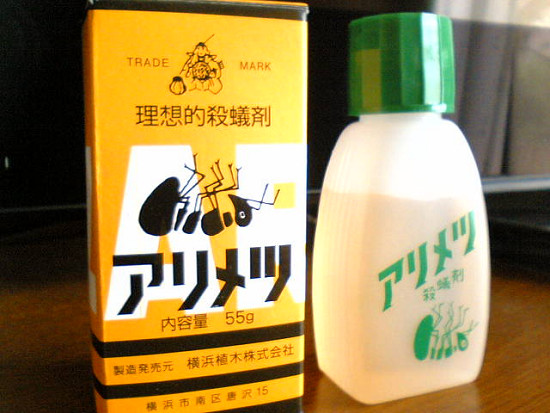 TRADE MARK
理想的殺蟻剤
アリメツ
内容量 55g
製造発売元 横浜植木株式会社
横浜市南区唐沢15
アリメツ
殺蟻剤